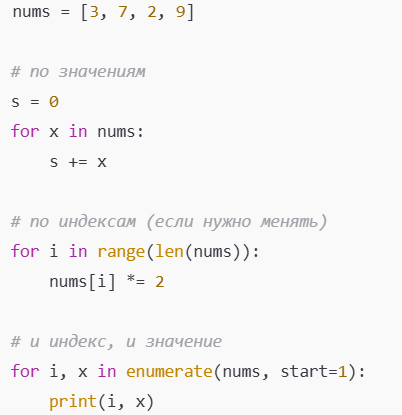 nums = [3, 7, 2, 9]

# по значениям
s = 0
for x in nums:
    s += x

# по индексам (если нужно менять)
for i in range(len(nums)):
    nums[i] *= 2

# и индекс, и значение
for i, x in enumerate(nums, start=1):
    print(i, x)